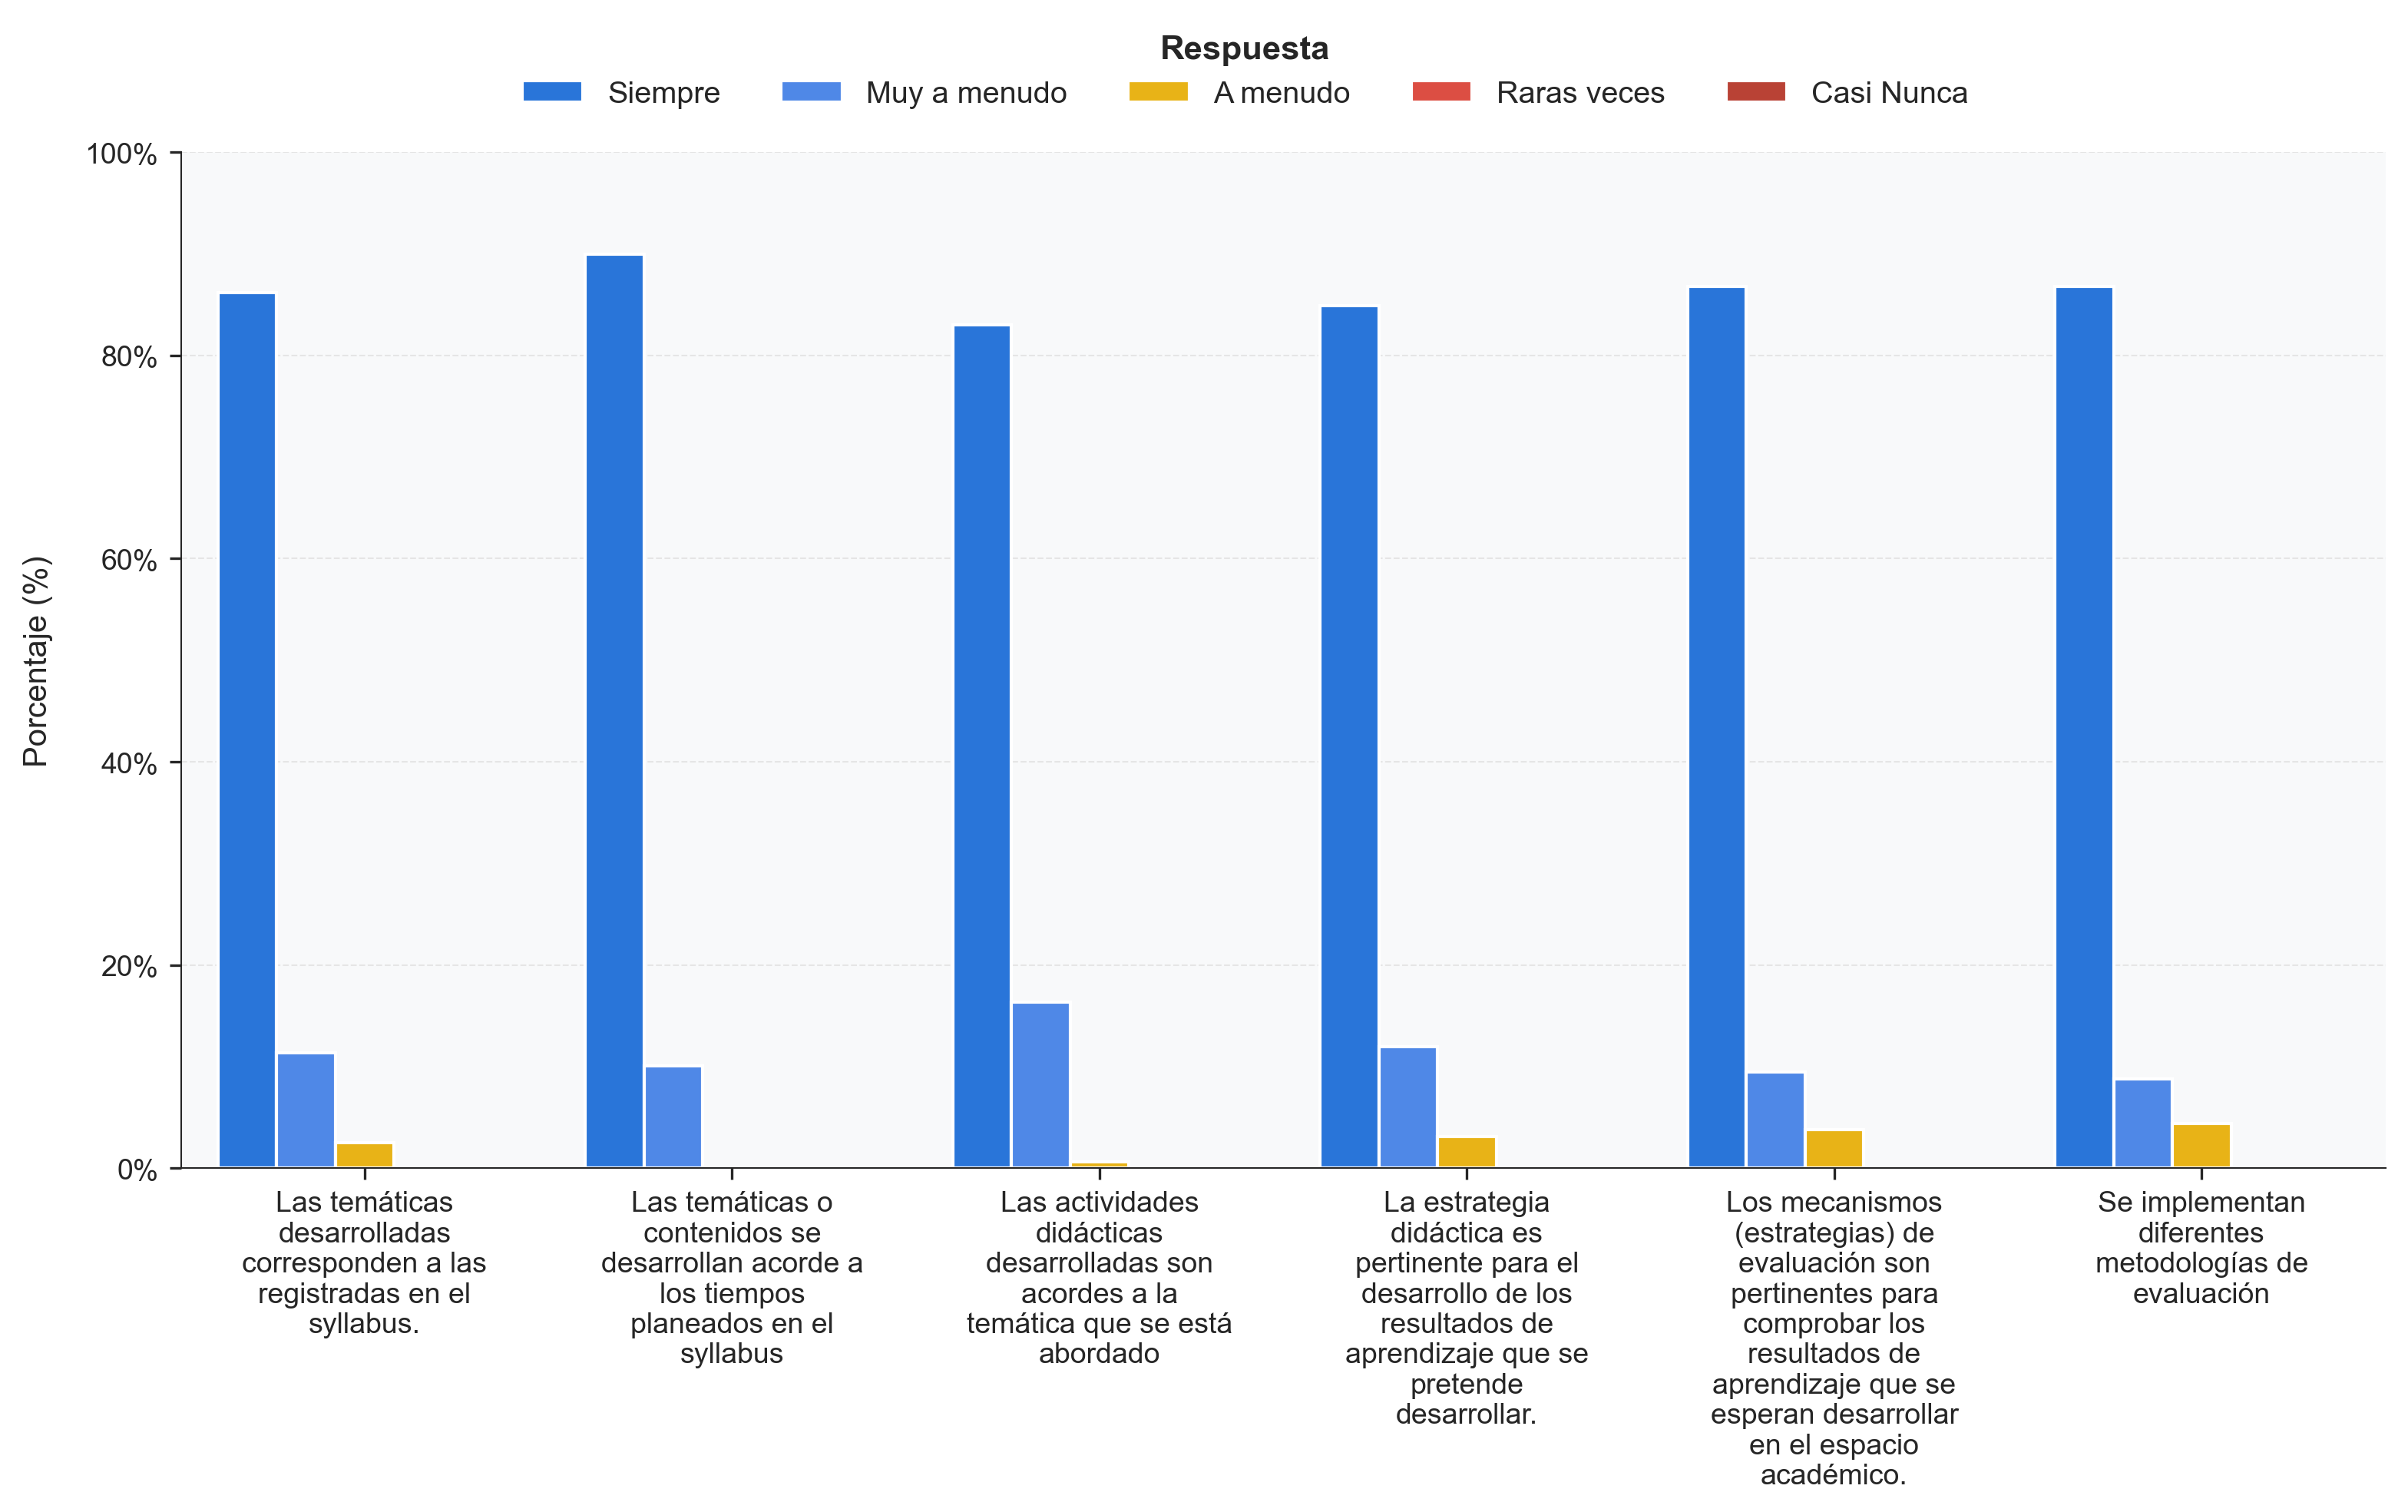 Respuesta
Siempre
Muy a menudo
A menudo
Raras veces
Casi Nunca
100%
80%
60%
40%
20%
0%
Porcentaje (%)
Las temáticas
desarrolladas
corresponden a las
registradas en el
syllabus.
Las temáticas o
contenidos se
desarrollan acorde a
los tiempos
planeados en el
syllabus
Las actividades
didácticas
desarrolladas son
acordes a la
temática que se está
abordado
La estrategia
didáctica es
pertinente para el
desarrollo de los
resultados de
aprendizaje que se
pretende
desarrollar.
Los mecanismos
(estrategias) de
evaluación son
pertinentes para
comprobar los
resultados de
aprendizaje que se
esperan desarrollar
en el espacio
académico.
Se implementan
diferentes
metodologías de
evaluación